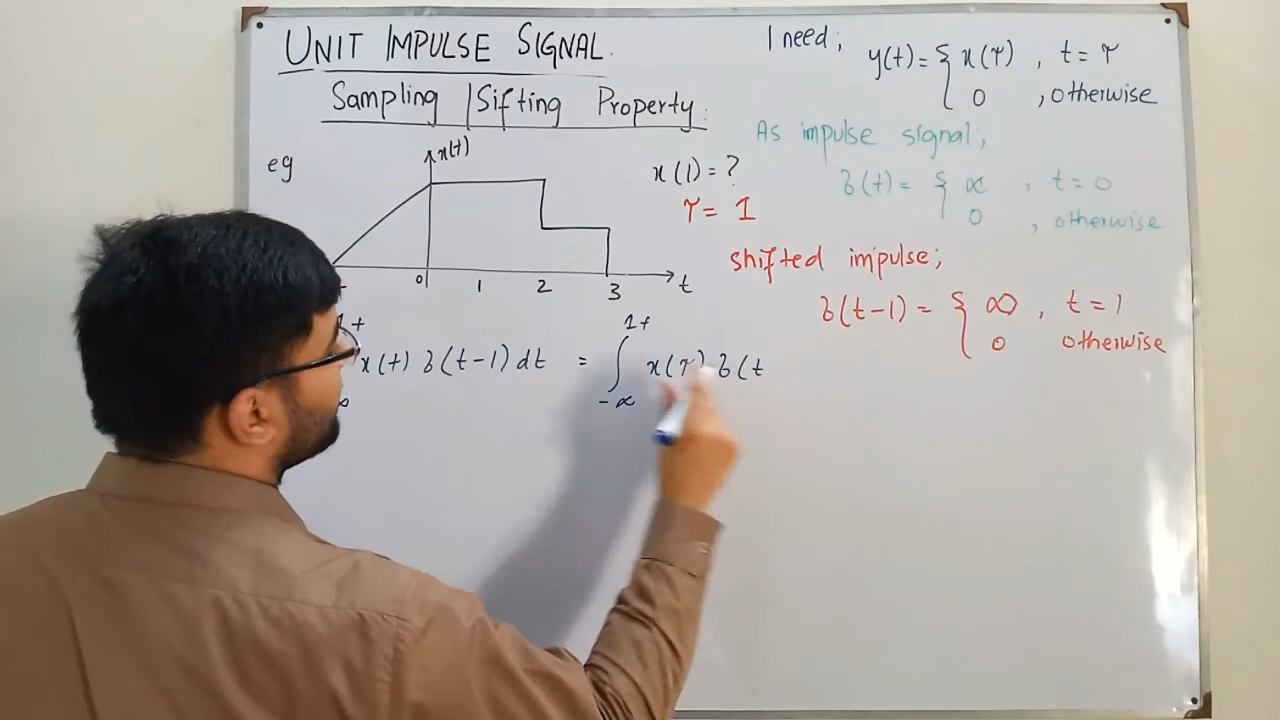 UNIT IMPULSE SIGNAL.
Sampling | Sifting Property:
eg
x(t)
0 1 2 3 t
x(1) = ?
τ = 1
I need;
y(t) = { x(τ) , t = τ
0 , otherwise
As impulse signal;
δ(t) = { ∞ , t = 0
0 , otherwise
shifted impulse;
δ(t-1) = { ∞ , t = 1
0 otherwise
1+
x(t) δ(t-1) dt = ∫ x(τ) δ(t
1+
-∞